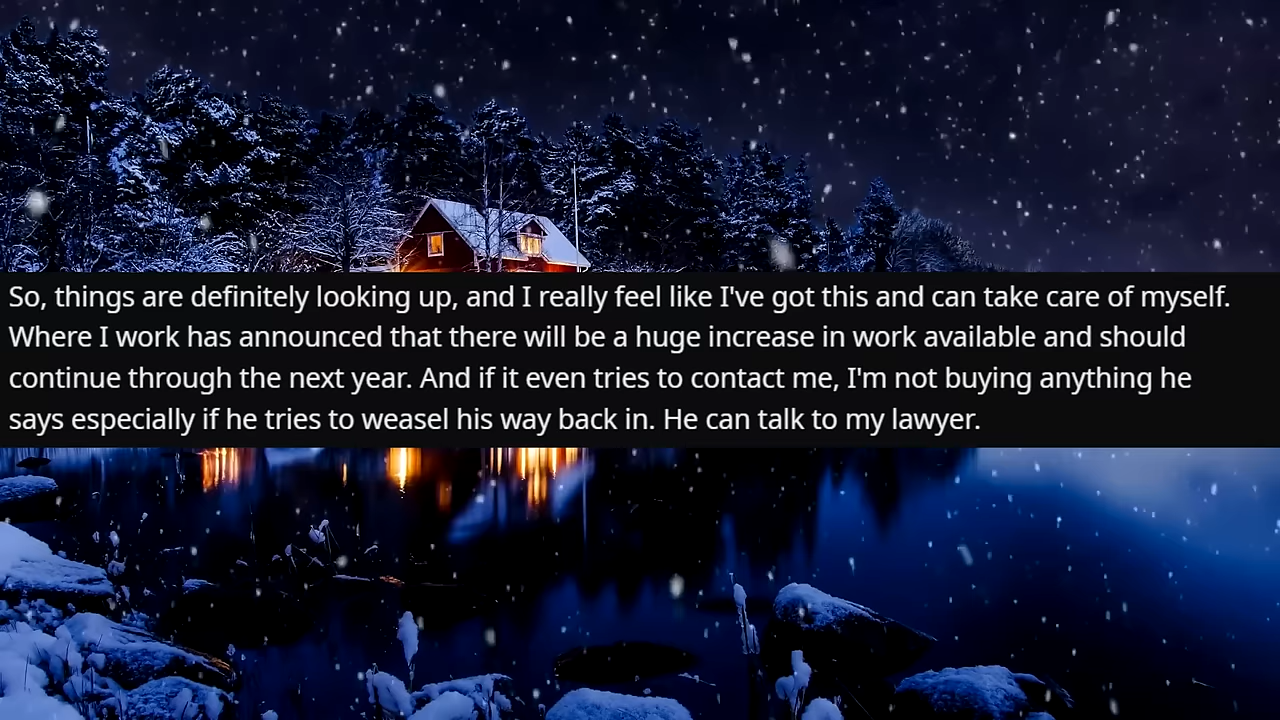 So, things are definitely looking up, and I really feel like I've got this and can take care of myself.
Where I work has announced that there will be a huge increase in work available and should
continue through the next year. And if it even tries to contact me, I'm not buying anything he
says especially if he tries to weasel his way back in. He can talk to my lawyer.